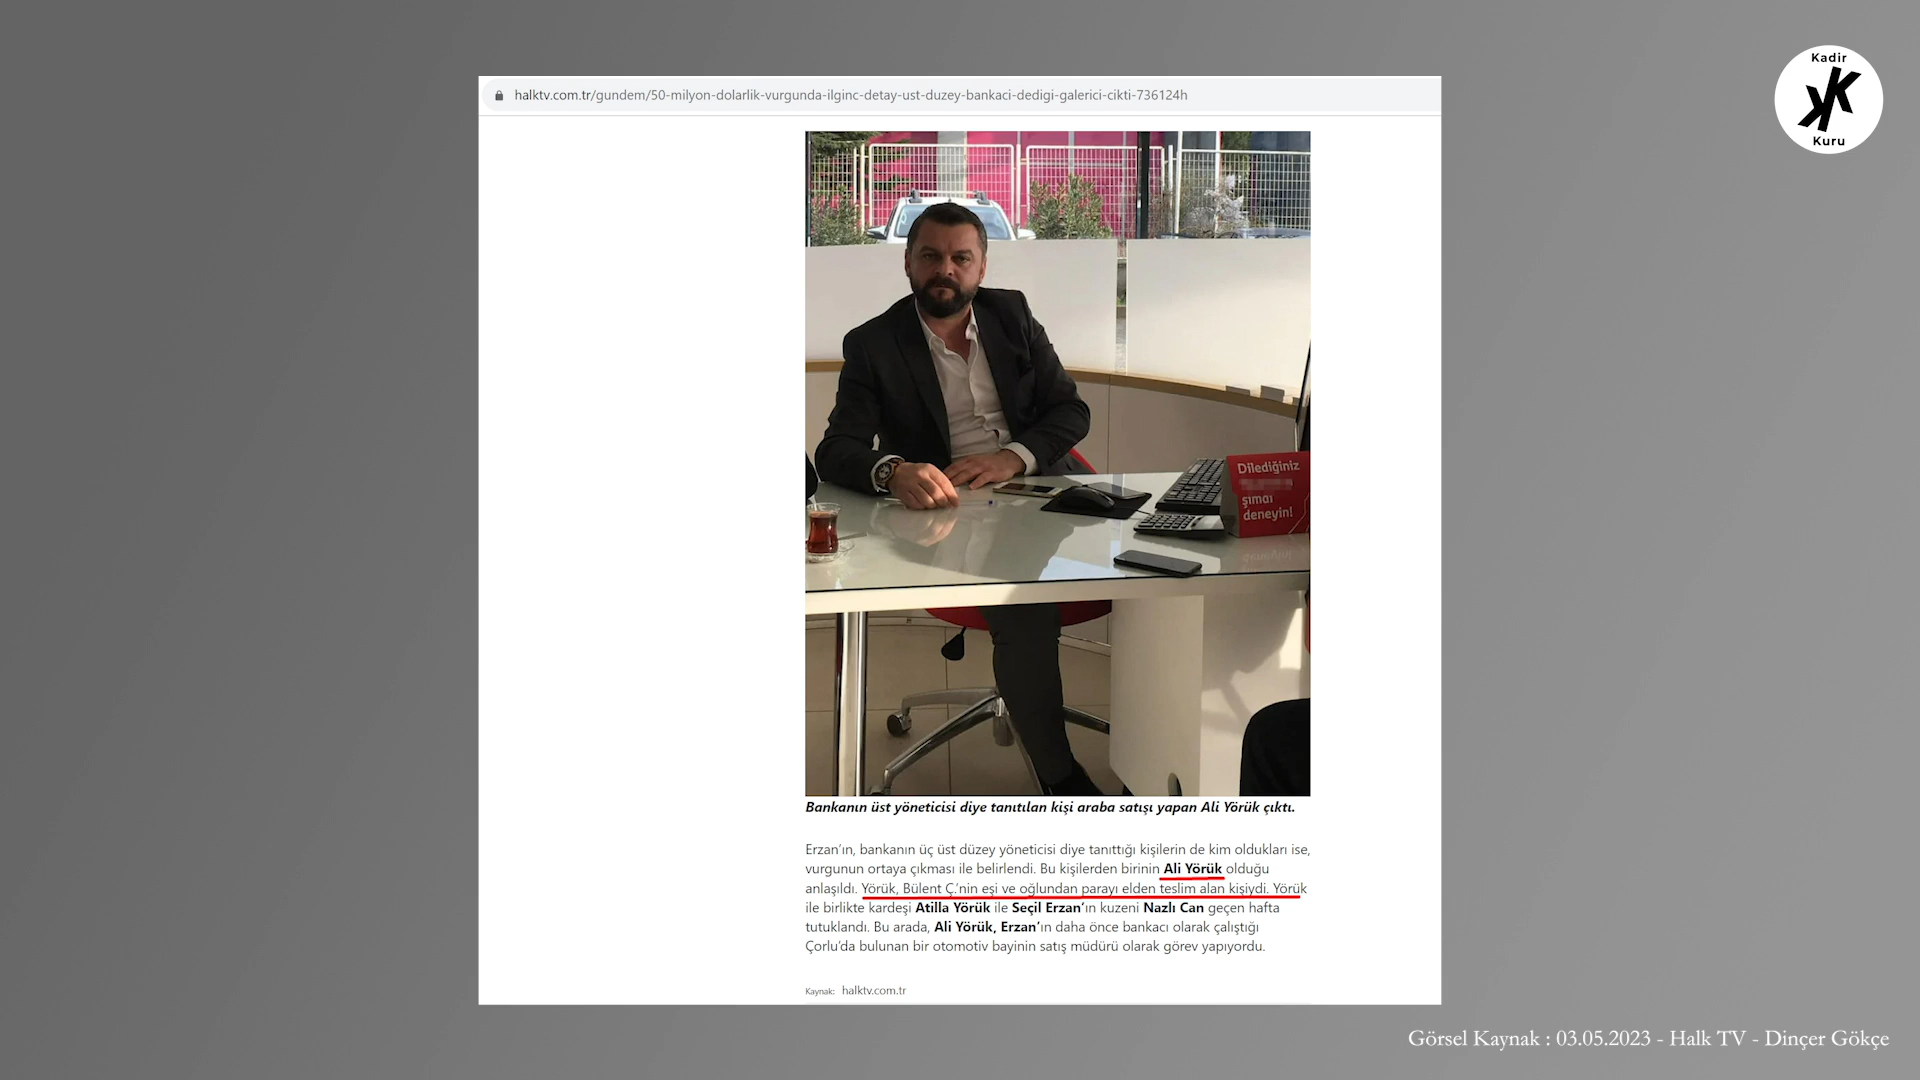 halktv.com.tr/gundem/50-milyon-dolarlik-vurgunda-ilginc-detay-ust-duzey-bankaci-dedigi-galerici-cikti-736124h
Kadir
KK
Kuru
Dilediğiniz
şimdi
deneyin!
Bankanın üst yöneticisi diye tanıtılan kişi araba satışı yapan Ali Yörük çıktı.
Erzan’ın, bankanın üç üst düzey yöneticisi diye tanıttığı kişilerin de kim oldukları ise,
vurgunun ortaya çıkması ile belirlendi. Bu kişilerden birinin Ali Yörük olduğu
anlaşıldı. Yörük, Bülent Ç.’nin eşi ve oğlundan parayı elden teslim alan kişiydi. Yörük
ile birlikte kardeşi Atilla Yörük ile Seçil Erzan’ın kuzeni Nazlı Can geçen hafta
tutuklandı. Bu arada, Ali Yörük, Erzan’ın daha önce bankacı olarak çalıştığı
Çorlu’da bulunan bir otomotiv bayinin satış müdürü olarak görev yapıyordu.
Kaynak: halktv.com.tr
Görsel Kaynak : 03.05.2023 - Halk TV - Dinçer Gökçe